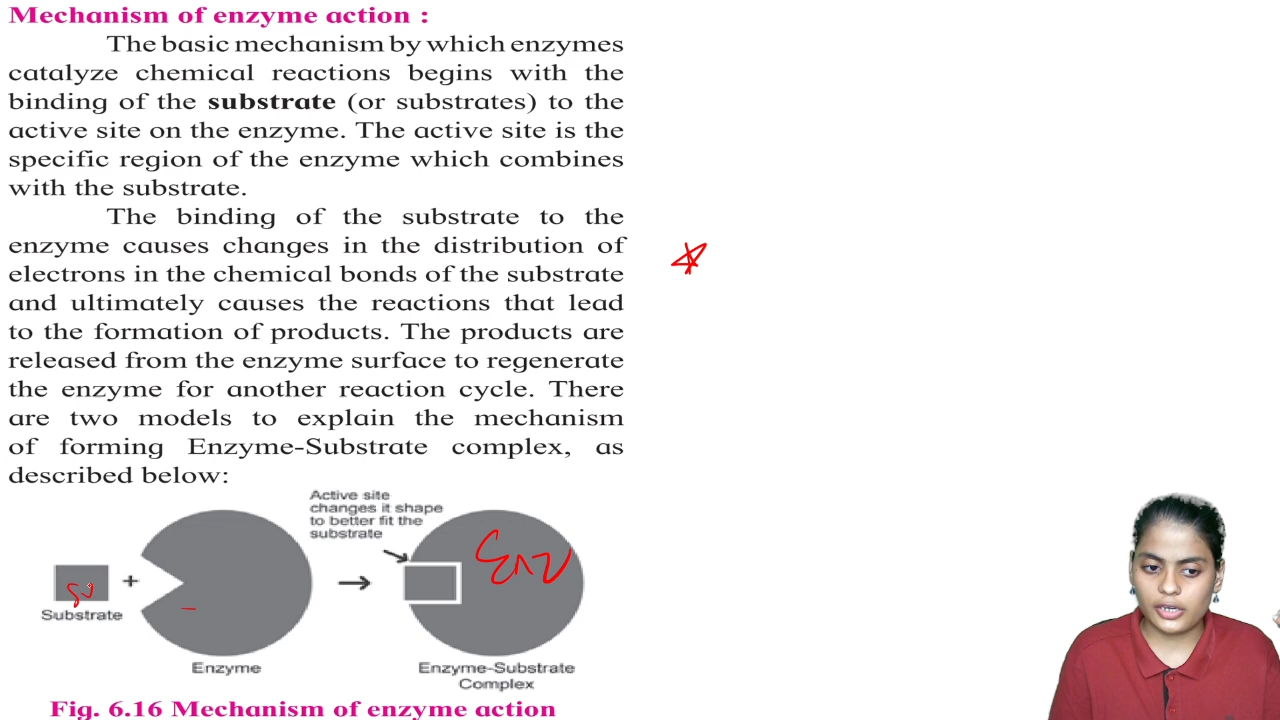 Mechanism of enzyme action :
The basic mechanism by which enzymes
catalyze chemical reactions begins with the
binding of the substrate (or substrates) to the
active site on the enzyme. The active site is the
specific region of the enzyme which combines
with the substrate.
The binding of the substrate to the
enzyme causes changes in the distribution of
electrons in the chemical bonds of the substrate
and ultimately causes the reactions that lead
to the formation of products. The products are
released from the enzyme surface to regenerate
the enzyme for another reaction cycle. There
are two models to explain the mechanism
of forming Enzyme-Substrate complex, as
described below:
Active site
changes it shape
to better fit the
substrate
Enz
su
+
Substrate
Enzyme
Enzyme-Substrate
Complex
Fig. 6.16 Mechanism of enzyme action